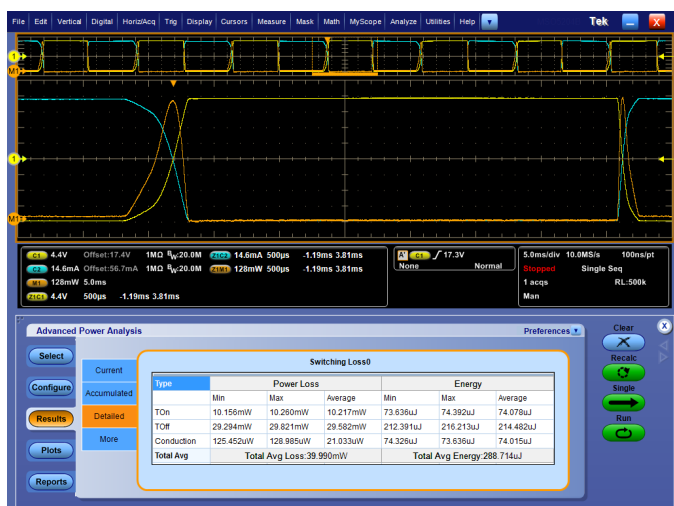 File Edit Vertical Digital Horiz/Acq Trig Display Cursors Measure Mask Math MyScope Analyze Utilities Help Tek X
1
M1
1
M1
C1 4.4V Offset:17.4V 1MΩ BW:20.0M Z1C2 14.6mA 500µs -1.19ms 3.81ms
C2 14.6mA Offset:56.7mA 1MΩ BW:20.0M Z1M1 128mW 500µs -1.19ms 3.81ms
M1 128mW 5.0ms
Z1C1 4.4V 500µs -1.19ms 3.81ms
A' C1 17.3V
None Normal
5.0ms/div 10.0MS/s 100ns/pt
Stopped Single Seq
1 acqs RL:500k
Man
Advanced Power Analysis Preferences Clear X
Select
Configure
Results
Plots
Reports
Current
Accumulated
Detailed
More
Switching Loss0
Type Power Loss Energy
Min Max Average Min Max Average
TOn 10.156mW 10.260mW 10.217mW 73.636uJ 74.392uJ 74.078uJ
TOff 29.294mW 29.821mW 29.582mW 212.391uJ 216.213uJ 214.482uJ
Conduction 125.452uW 128.985uW 21.033uW 74.326uJ 73.636uJ 74.015uJ
Total Avg Total Avg Loss:39.990mW Total Avg Energy:288.714uJ
Recalc
Single
Run